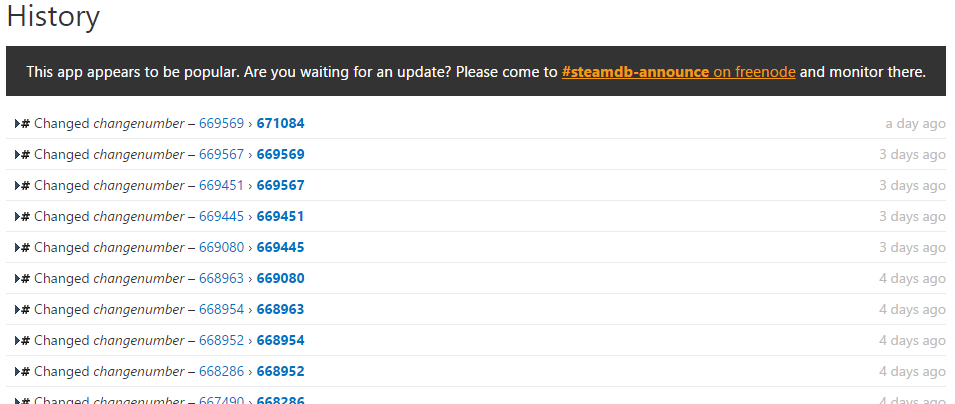 History
This app appears to be popular. Are you waiting for an update? Please come to #steamdb-announce on freenode and monitor there.
# Changed changenumber – 669569 › 671084 a day ago
# Changed changenumber – 669567 › 669569 3 days ago
# Changed changenumber – 669451 › 669567 3 days ago
# Changed changenumber – 669445 › 669451 3 days ago
# Changed changenumber – 669080 › 669445 3 days ago
# Changed changenumber – 668963 › 669080 4 days ago
# Changed changenumber – 668954 › 668963 4 days ago
# Changed changenumber – 668952 › 668954 4 days ago
# Changed changenumber – 668286 › 668952 4 days ago
# Changed changenumber – 667490 › 668286 4 days ago